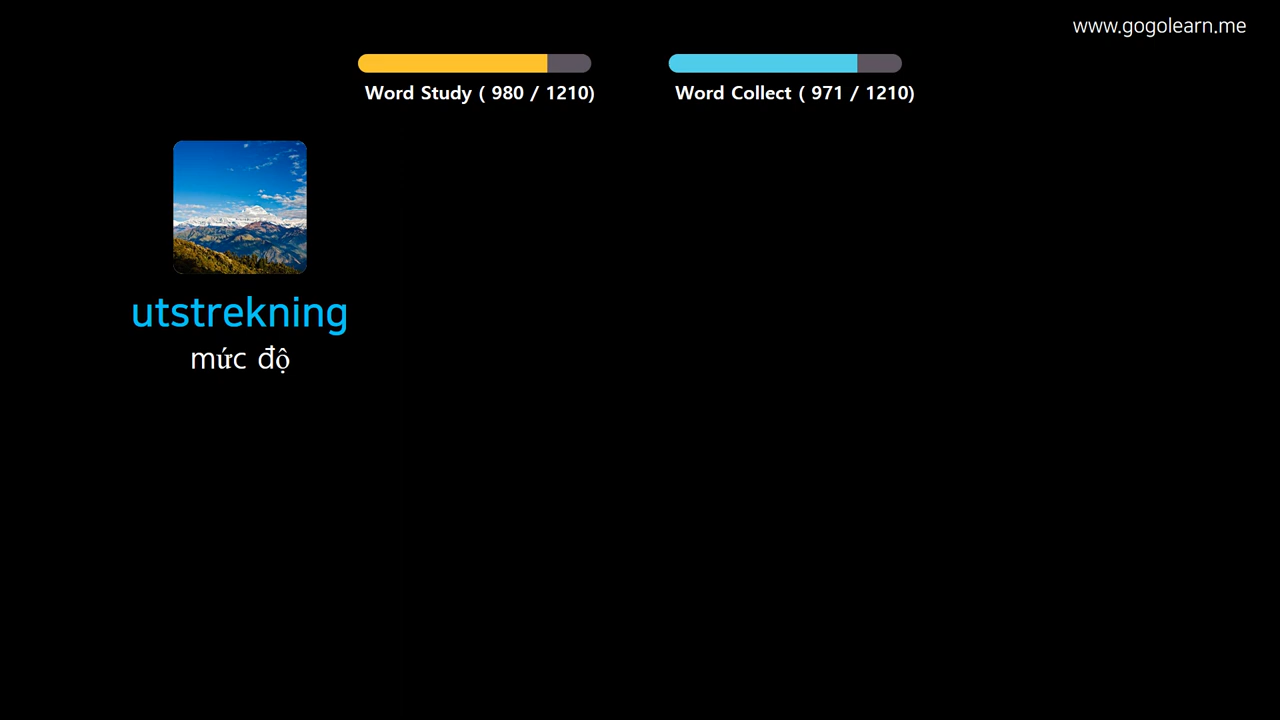 www.gogolearn.me
Word Study ( 980 / 1210)
Word Collect ( 971 / 1210)
utstrekning
mức độ